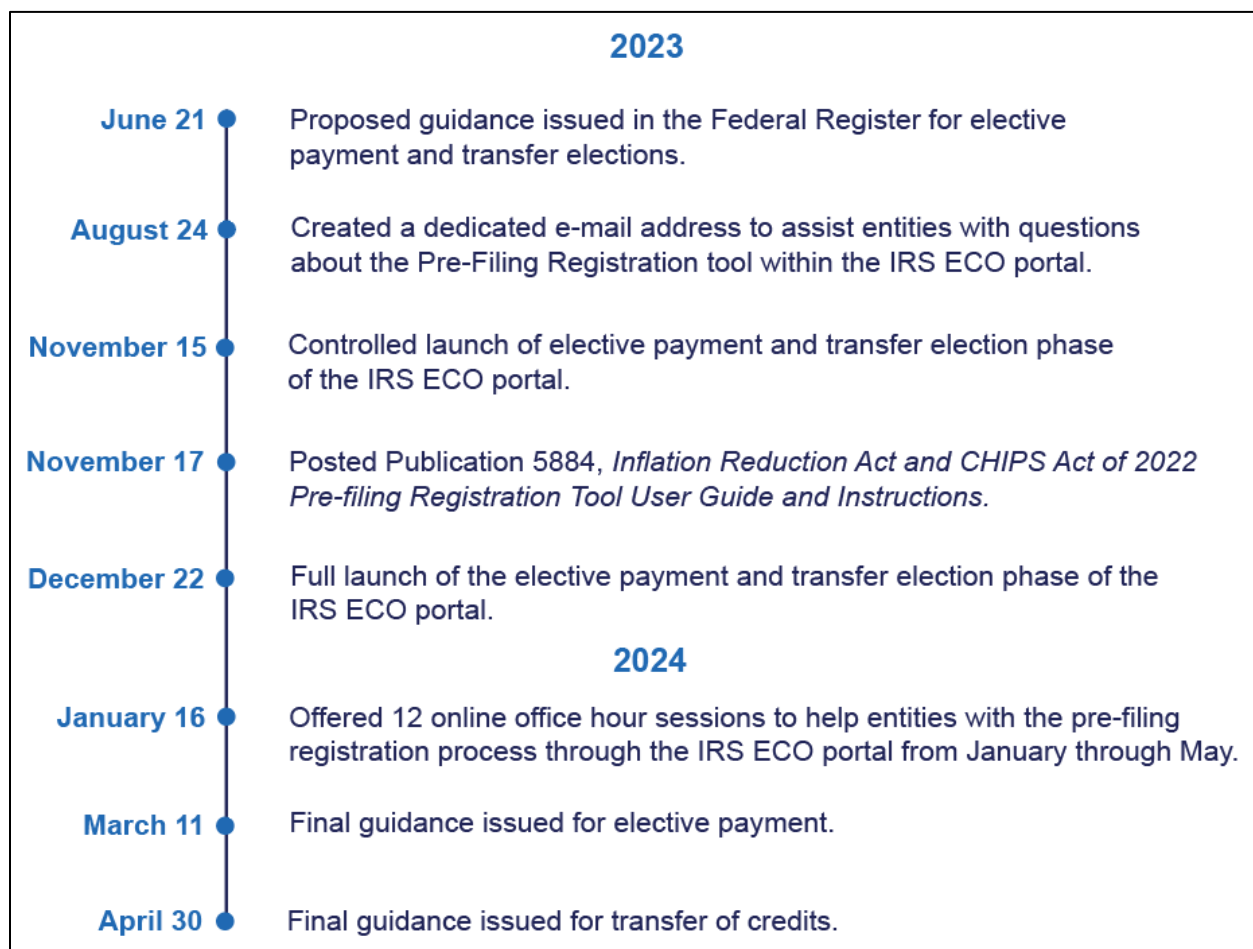 2023
June 21
Proposed guidance issued in the Federal Register for elective
payment and transfer elections.
August 24
Created a dedicated e-mail address to assist entities with questions
about the Pre-Filing Registration tool within the IRS ECO portal.
November 15
Controlled launch of elective payment and transfer election phase
of the IRS ECO portal.
November 17
Posted Publication 5884, Inflation Reduction Act and CHIPS Act of 2022
Pre-filing Registration Tool User Guide and Instructions.
December 22
Full launch of the elective payment and transfer election phase of the
IRS ECO portal.
2024
January 16
Offered 12 online office hour sessions to help entities with the pre-filing
registration process through the IRS ECO portal from January through May.
March 11
Final guidance issued for elective payment.
April 30
Final guidance issued for transfer of credits.